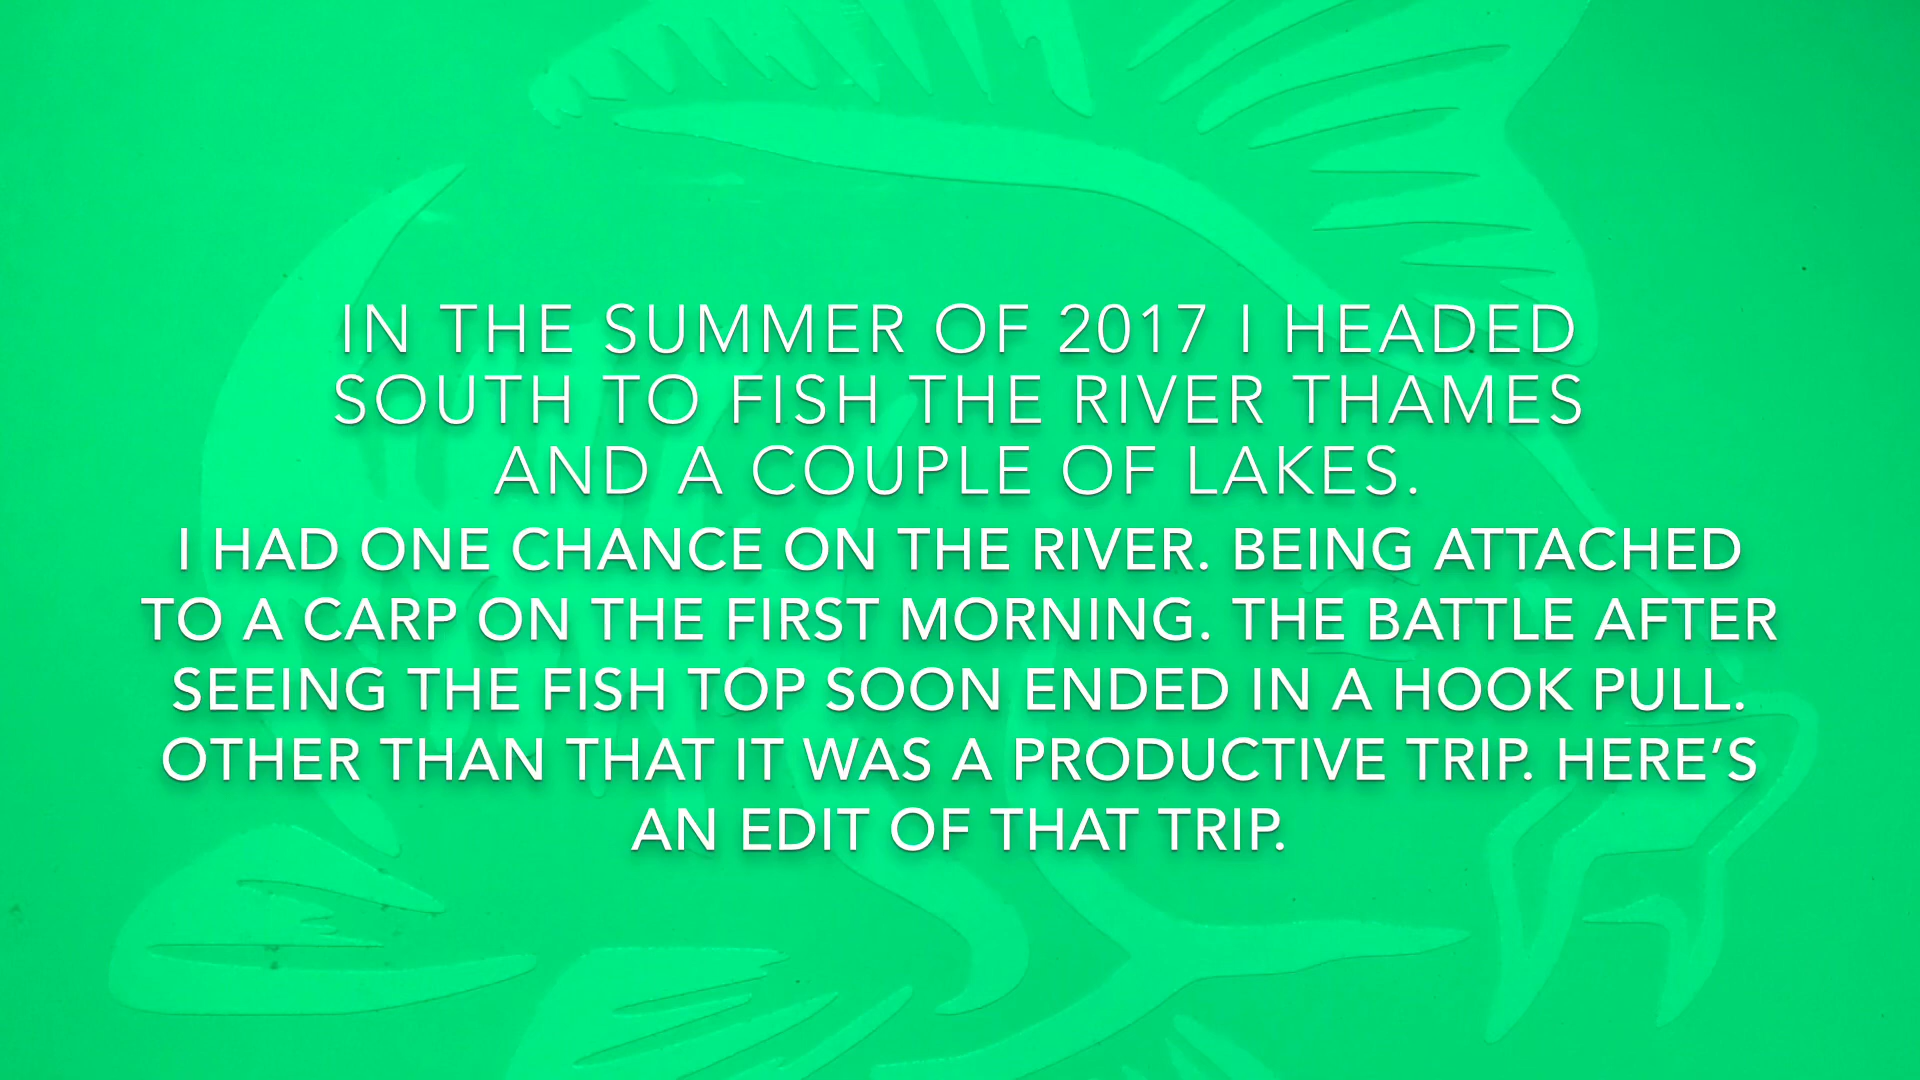 IN THE SUMMER OF 2017 I HEADED
SOUTH TO FISH THE RIVER THAMES
AND A COUPLE OF LAKES.
I HAD ONE CHANCE ON THE RIVER. BEING ATTACHED
TO A CARP ON THE FIRST MORNING. THE BATTLE AFTER
SEEING THE FISH TOP SOON ENDED IN A HOOK PULL.
OTHER THAN THAT IT WAS A PRODUCTIVE TRIP. HERE’S
AN EDIT OF THAT TRIP.